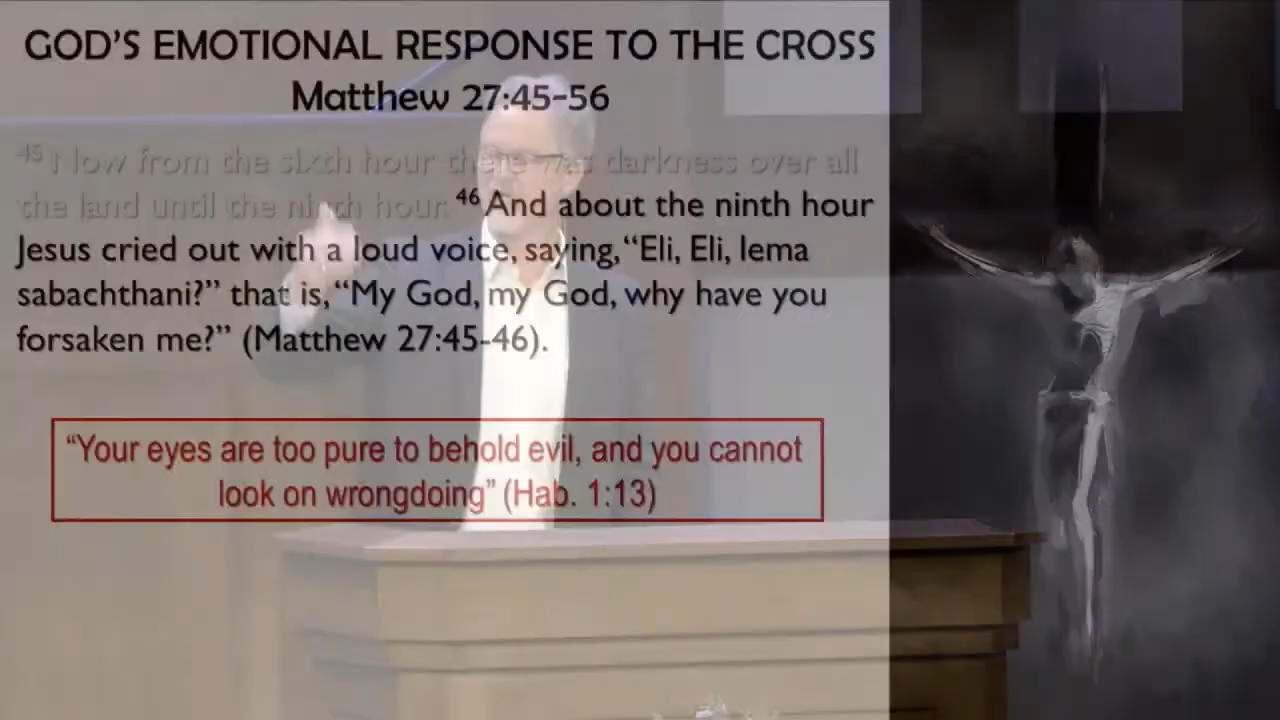 GOD'S EMOTIONAL RESPONSE TO THE CROSS
Matthew 27:45-56
45 Now from the sixth hour there was darkness over all
the land until the ninth hour. 46 And about the ninth hour
Jesus cried out with a loud voice, saying, “Eli, Eli, lema
sabachthani?” that is, “My God, my God, why have you
forsaken me?” (Matthew 27:45-46).
“Your eyes are too pure to behold evil, and you cannot
look on wrongdoing” (Hab. 1:13)